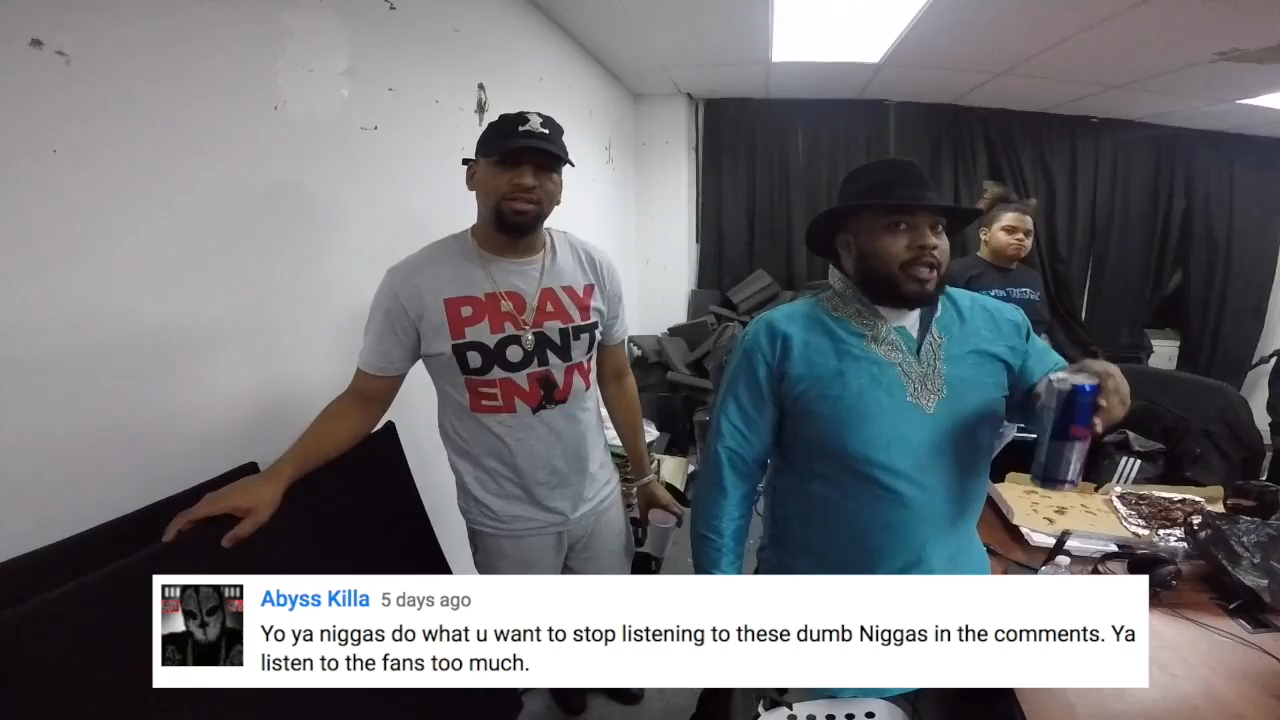 PRAY
DON'T
ENVY
Abyss Killa 5 days ago
Yo ya niggas do what u want to stop listening to these dumb Niggas in the comments. Ya
listen to the fans too much.